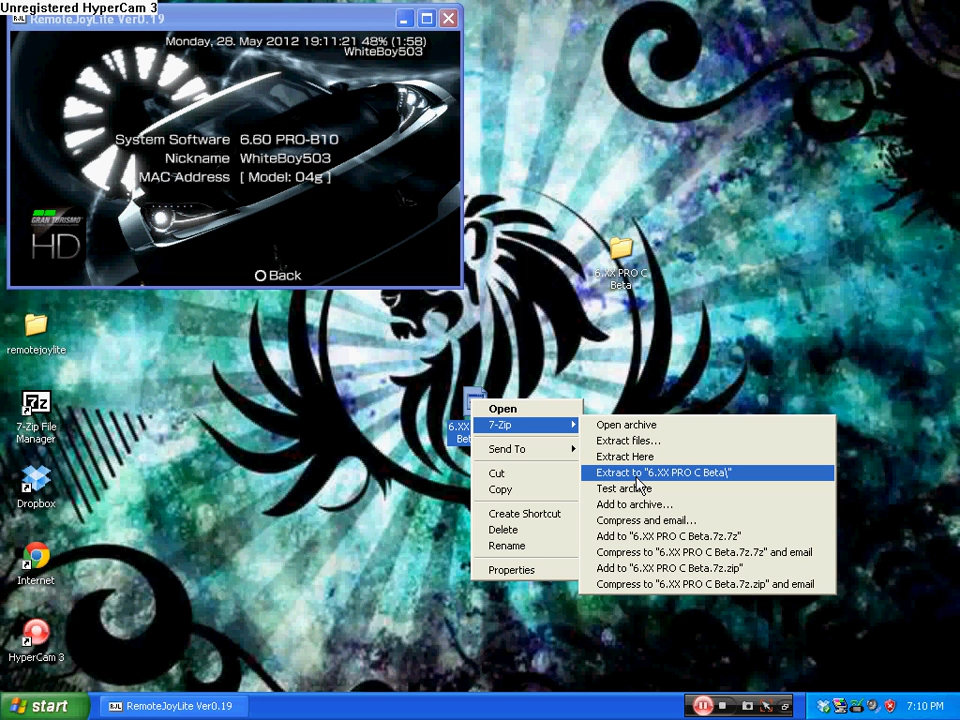 Unregistered HyperCam 3
RJL RemoteJoyLite Ver0.19
Monday, 28. May 2012 19:11:21 48% (1:58)
WhiteBoy503
System Software 6.60 PRO-B10
Nickname WhiteBoy503
MAC Address [ Model: 04g ]
GRAN TURISMO
HD
Back
6.XX PRO C
Beta
remotejoylite
7-Zip File
Manager
Dropbox
Internet
HyperCam 3
6.XX
Bet
Open
7-Zip
Send To
Cut
Copy
Create Shortcut
Delete
Rename
Properties
Open archive
Extract files...
Extract Here
Extract to "6.XX PRO C Beta\"
Test archive
Add to archive...
Compress and email...
Add to "6.XX PRO C Beta.7z.7z"
Compress to "6.XX PRO C Beta.7z.7z" and email
Add to "6.XX PRO C Beta.7z.zip"
Compress to "6.XX PRO C Beta.7z.zip" and email
start
RJL RemoteJoyLite Ver0.19
7:10 PM